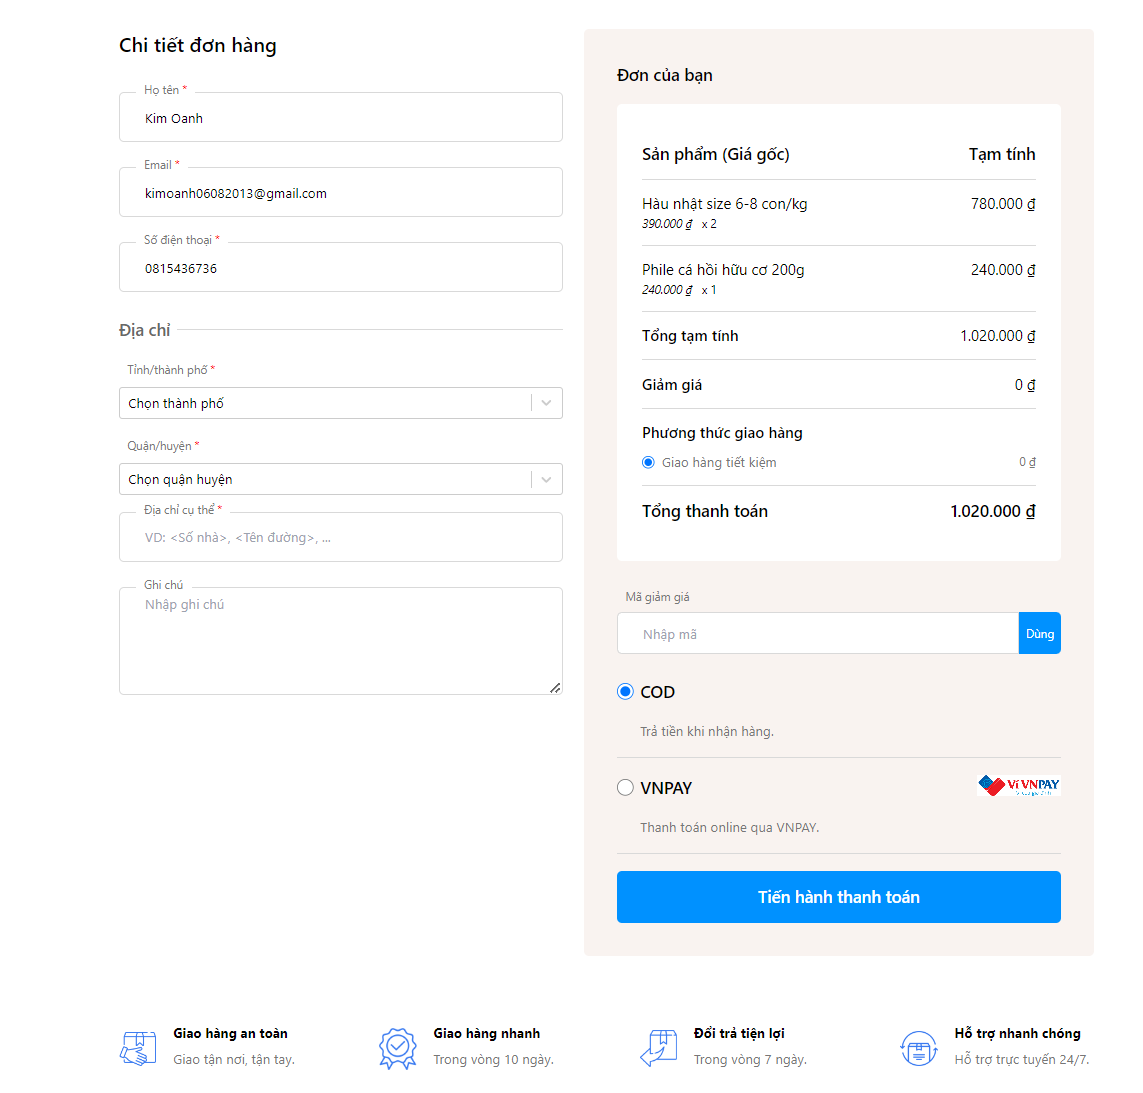 Chi tiết đơn hàng
Họ tên *
Kim Oanh
Email *
kimoanh06082013@gmail.com
Số điện thoại *
0815436736
Địa chỉ
Tỉnh/thành phố *
Chọn thành phố
Quận/huyện *
Chọn quận huyện
Địa chỉ cụ thể *
VD: <Số nhà>, <Tên đường>, ...
Ghi chú
Nhập ghi chú
Đơn của bạn
Sản phẩm (Giá gốc) Tạm tính
Hàu nhật size 6-8 con/kg 780.000 ₫
390.000 ₫ x 2
Phile cá hồi hữu cơ 200g 240.000 ₫
240.000 ₫ x 1
Tổng tạm tính 1.020.000 ₫
Giảm giá 0 ₫
Phương thức giao hàng
Giao hàng tiết kiệm 0 ₫
Tổng thanh toán 1.020.000 ₫
Mã giảm giá
Nhập mã Dùng
COD
Trả tiền khi nhận hàng.
VNPAY Ví VNPAY
Thanh toán online qua VNPAY.
Tiến hành thanh toán
Giao hàng an toàn
Giao tận nơi, tận tay.
Giao hàng nhanh
Trong vòng 10 ngày.
Đổi trả tiện lợi
Trong vòng 7 ngày.
Hỗ trợ nhanh chóng
Hỗ trợ trực tuyến 24/7.